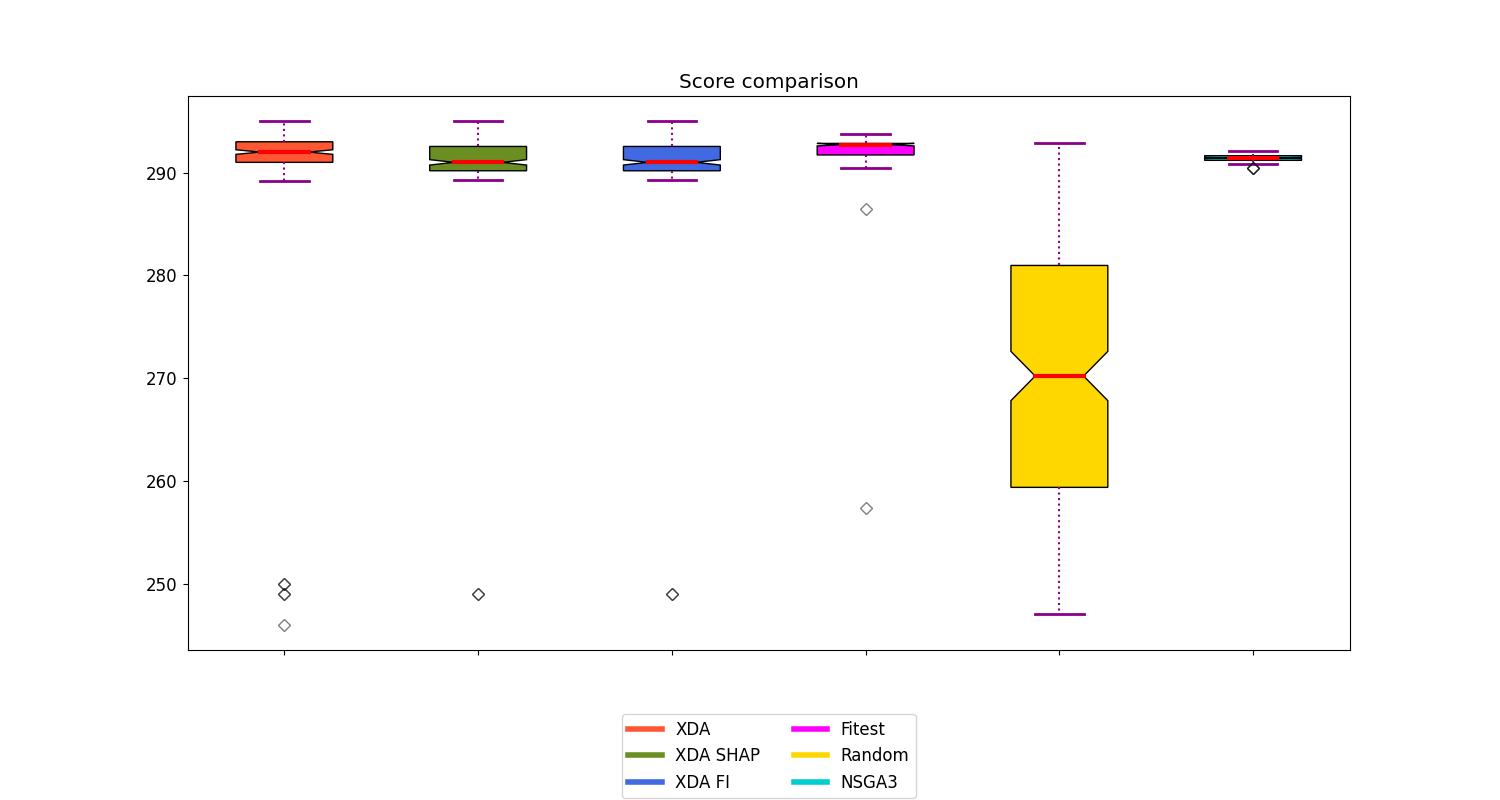 Score comparison
290
280
270
260
250
XDA
XDA SHAP
XDA FI
Fitest
Random
NSGA3